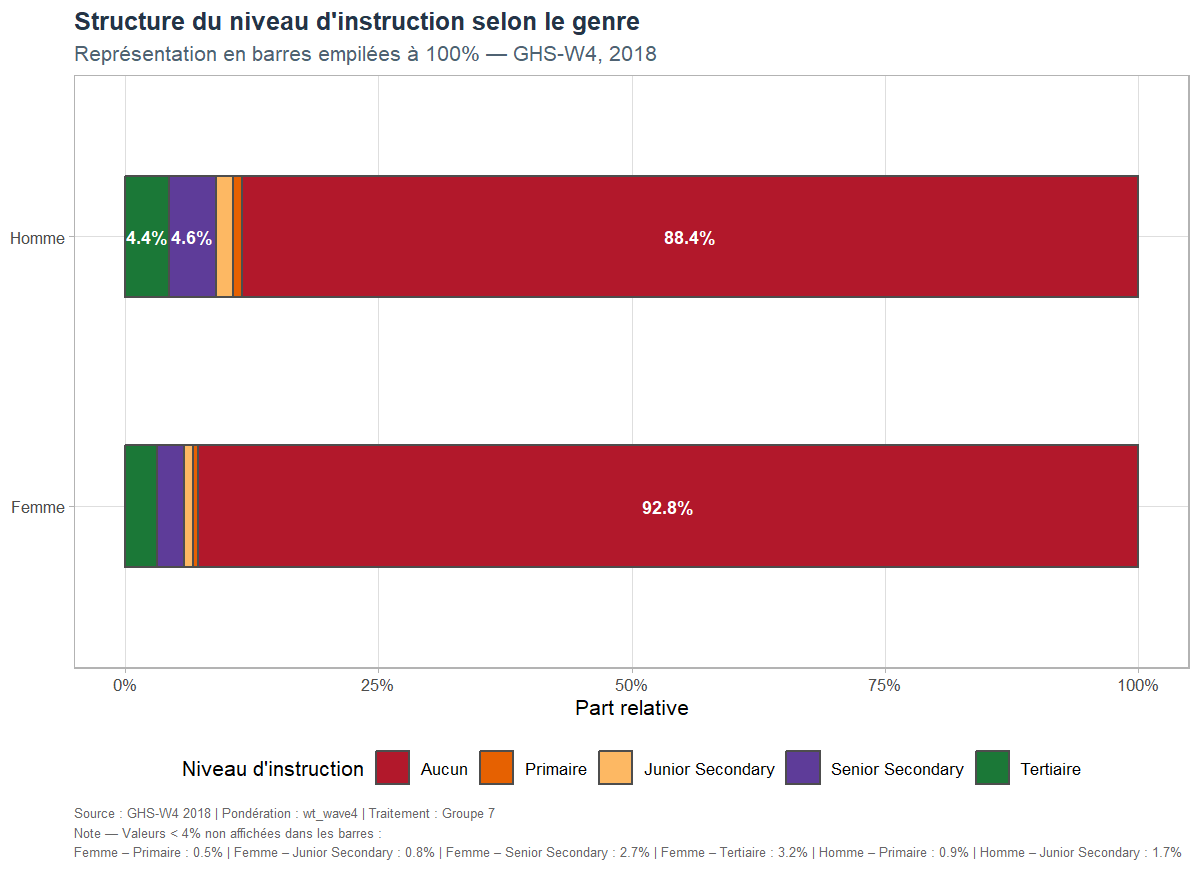 Structure du niveau d'instruction selon le genre
Représentation en barres empilées à 100% — GHS-W4, 2018
Homme
4.4%
4.6%
88.4%
Femme
92.8%
0%
25%
50%
75%
100%
Part relative
Niveau d'instruction
Aucun
Primaire
Junior Secondary
Senior Secondary
Tertiaire
Source : GHS-W4 2018 | Pondération : wt_wave4 | Traitement : Groupe 7
Note — Valeurs < 4% non affichées dans les barres :
Femme – Primaire : 0.5% | Femme – Junior Secondary : 0.8% | Femme – Senior Secondary : 2.7% | Femme – Tertiaire : 3.2% | Homme – Primaire : 0.9% | Homme – Junior Secondary : 1.7%